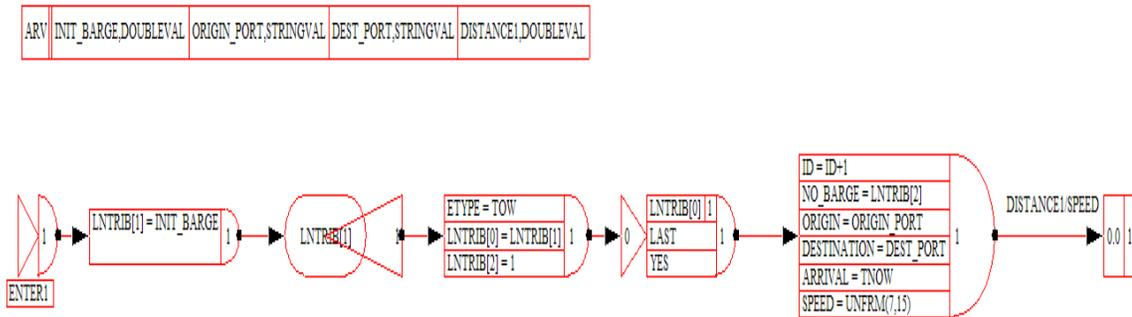 ARV INIT_BARGE,DOUBLEVAL ORIGIN_PORT,STRINGVAL DEST_PORT,STRINGVAL DISTANCE1,DOUBLEVAL
1
ENTER1
LNTRIB[1] = INIT_BARGE 1
LNTRIB[1]
ETYPE = TOW
LNTRIB[0] = LNTRIB[1] 1
LNTRIB[2] = 1
0
LNTRIB[0] 1
LAST 1
YES
ID = ID+1
NO_BARGE = LNTRIB[2]
ORIGIN = ORIGIN_PORT
DESTINATION = DEST_PORT 1
ARRIVAL = TNOW
SPEED = UNFRM(7,15)
DISTANCE1/SPEED
0.0 1